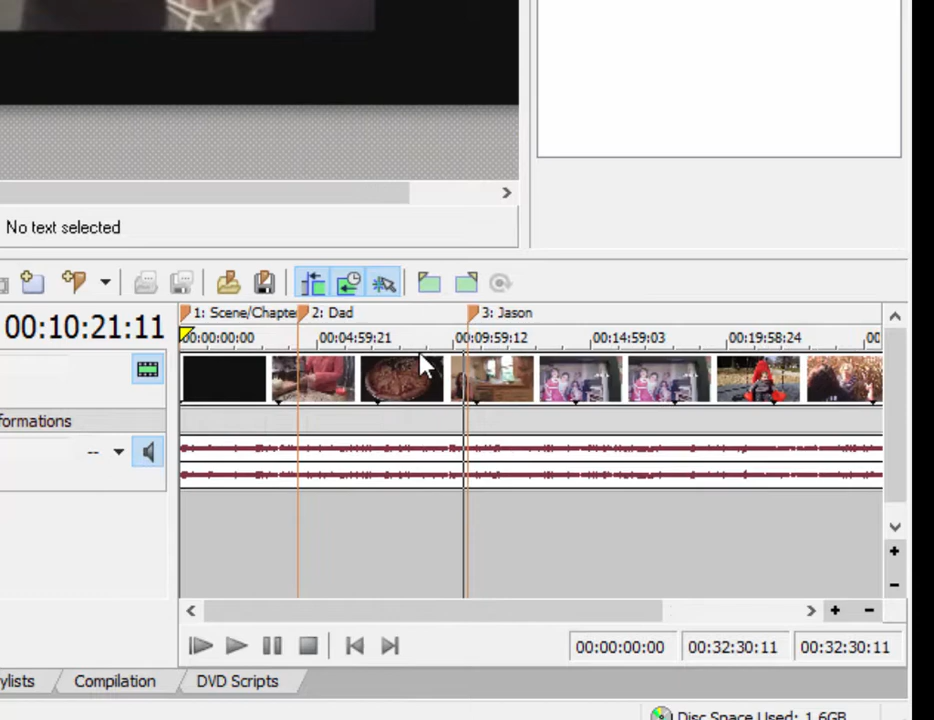 No text selected
1: Scene/Chapte 2: Dad 3: Jason
00:10:21:11
00:00:00:00 00:04:59:21 00:09:59:12 00:14:59:03 00:19:58:24 00
formations
--
00:00:00:00 00:32:30:11 00:32:30:11
ylists Compilation DVD Scripts
Disc Space Used: 1.6GB